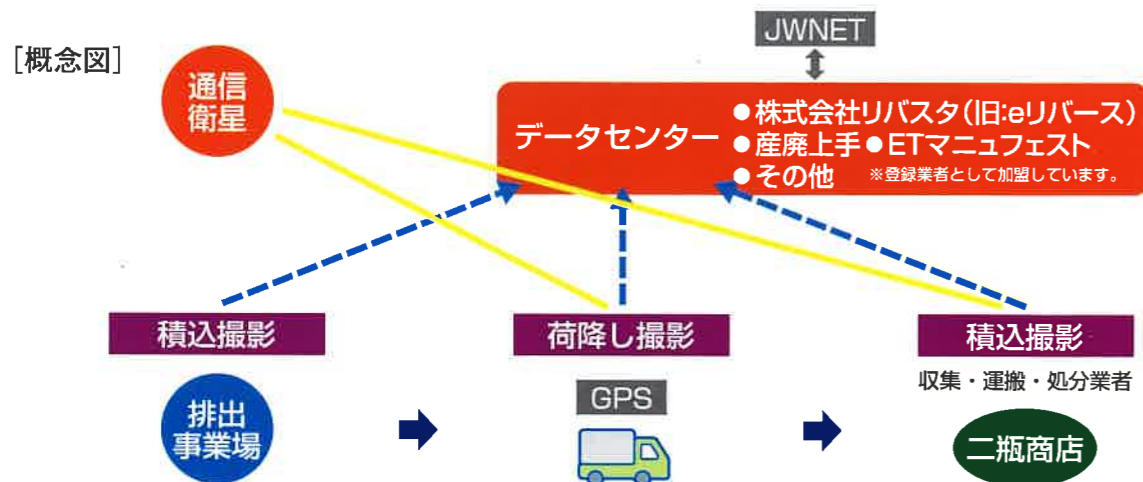 JWNET
[概念図]
通信
衛星
データセンター
●株式会社リバスタ(旧:eリバース)
●産廃上手●ETマニュフェスト
●その他 ※登録業者として加盟しています。
積込撮影
荷降し撮影
積込撮影
収集・運搬・処分業者
排出
事業場
GPS
二瓶商店